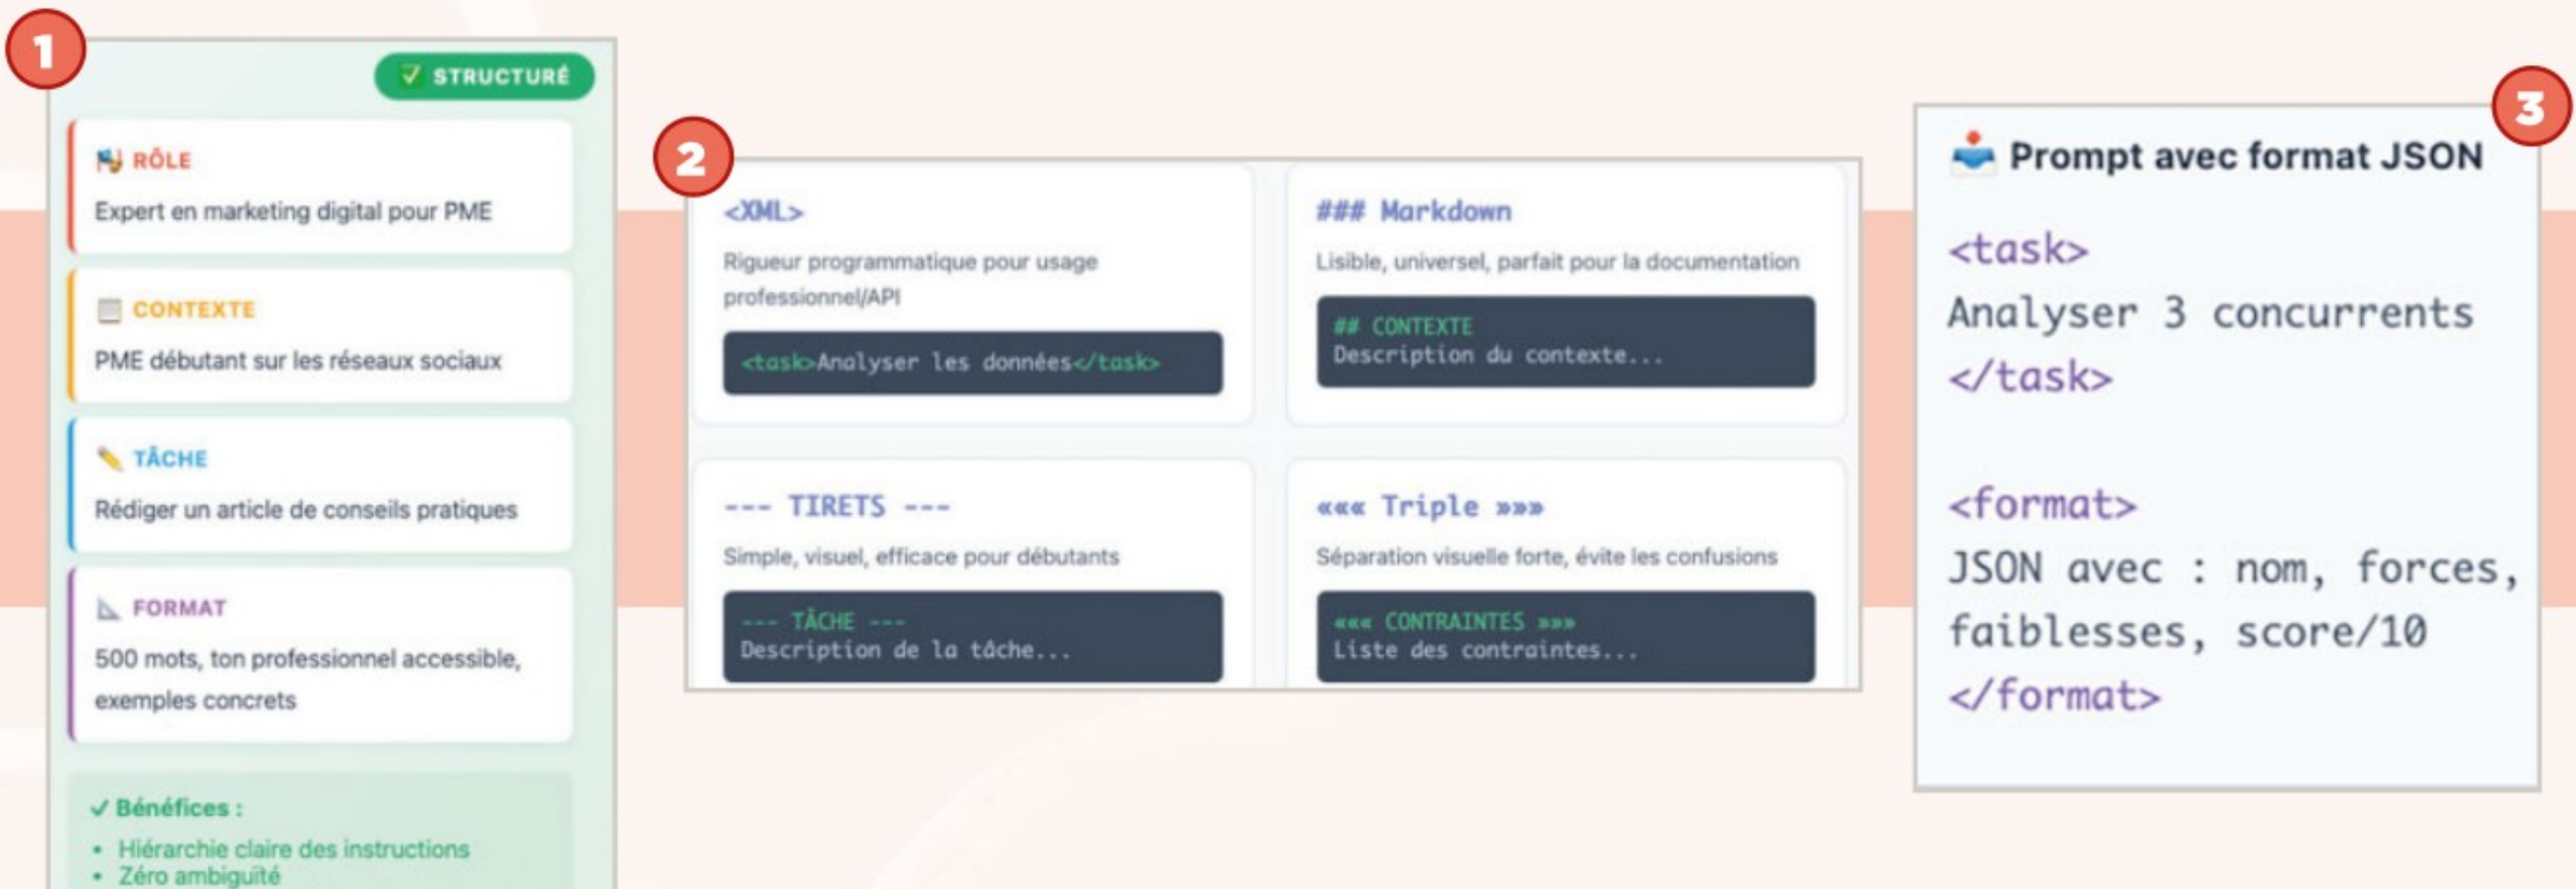 1
✅ STRUCTURÉ
RÔLE
Expert en marketing digital pour PME
CONTEXTE
PME débutant sur les réseaux sociaux
TÂCHE
Rédiger un article de conseils pratiques
FORMAT
500 mots, ton professionnel accessible,
exemples concrets
✓ Bénéfices :
• Hiérarchie claire des instructions
• Zéro ambiguïté
2
<XML>
Rigueur programmatique pour usage
professionnel/API
<task>Analyser les données</task>
### Markdown
Lisible, universel, parfait pour la documentation
## CONTEXTE
Description du contexte...
--- TIRETS ---
Simple, visuel, efficace pour débutants
--- TÂCHE ---
Description de la tâche...
««« Triple »»»
Séparation visuelle forte, évite les confusions
««« CONTRAINTES »»»
Liste des contraintes...
3
Prompt avec format JSON
<task>
Analyser 3 concurrents
</task>
<format>
JSON avec : nom, forces,
faiblesses, score/10
</format>